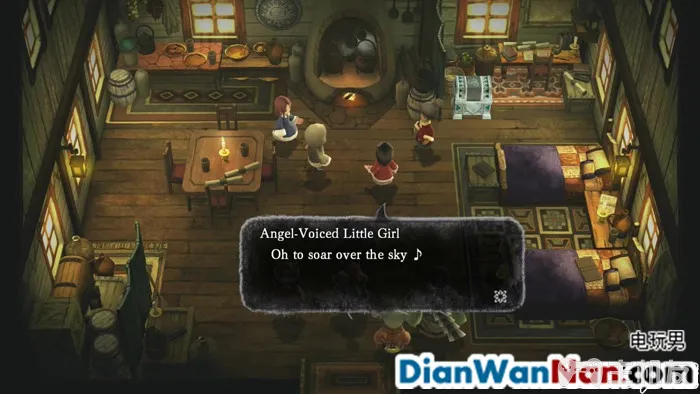 Angel-Voiced Little Girl
Oh to soar over the sky ♪
电玩男
DianWanNan.com